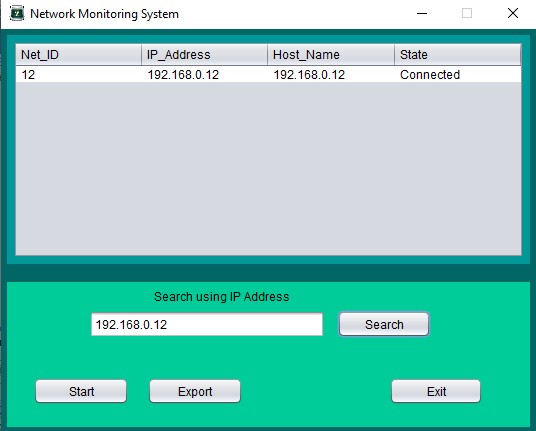 Network Monitoring System
Net_ID IP_Address Host_Name State
12 192.168.0.12 192.168.0.12 Connected
Search using IP Address
192.168.0.12 Search
Start Export Exit